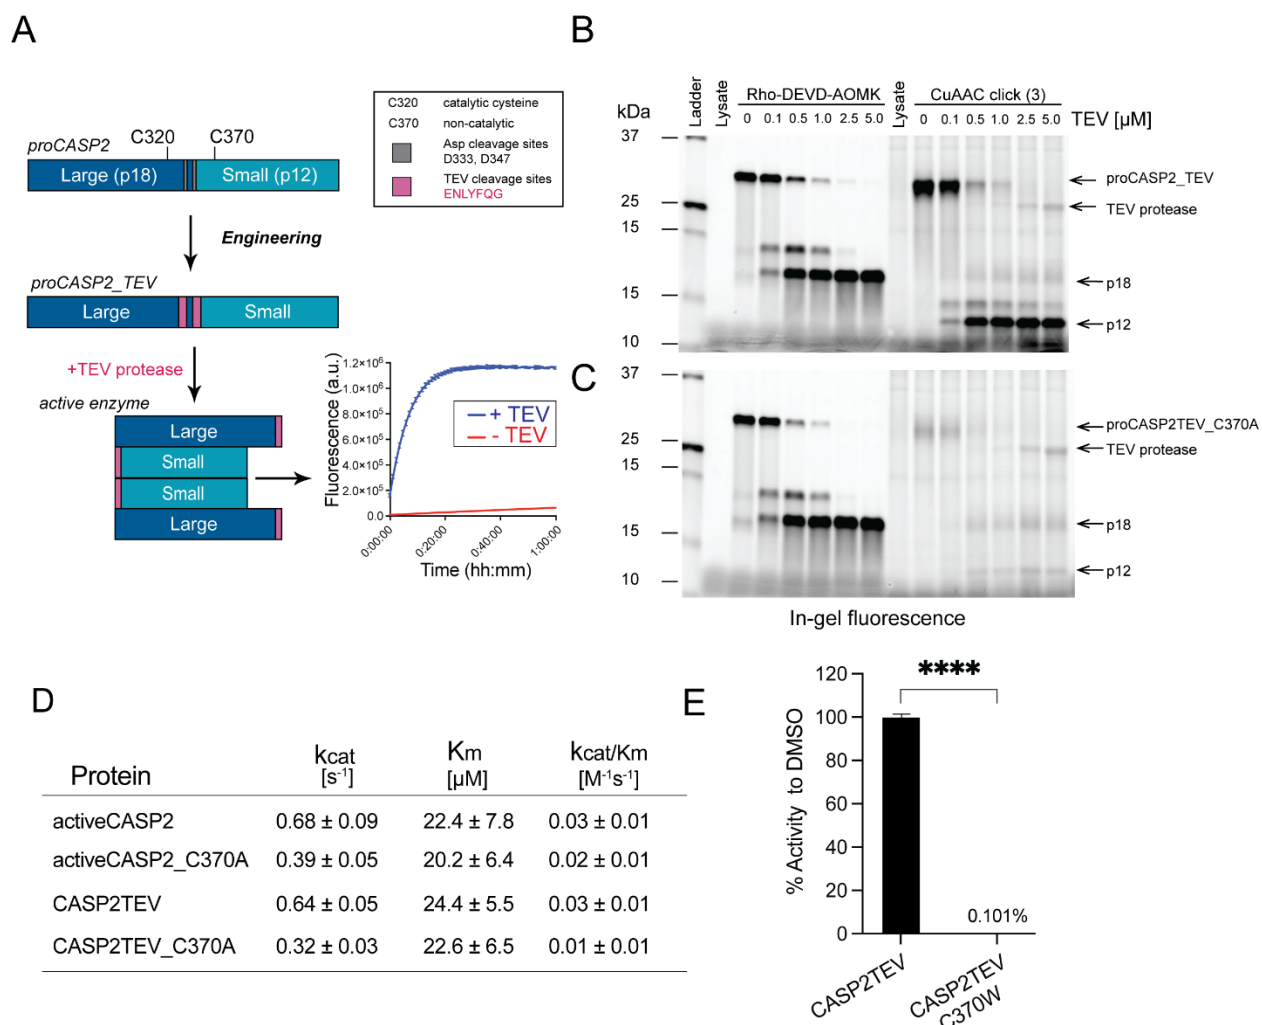 A
C320 C370
proCASP2
Large (p18) Small (p12)
Engineering
proCASP2_TEV
Large Small
+TEV protease
active enzyme
Large
Small
Small
Large
C320 catalytic cysteine
C370 non-catalytic
Asp cleavage sites
D333, D347
TEV cleavage sites
ENLYFQG
Fluorescence (a.u.)
1.2×10⁶
1.0×10⁶
8.0×10⁵
6.0×10⁵
4.0×10⁵
2.0×10⁵
0.0
+ TEV
- TEV
0:00:00 0:20:00 0:40:00 1:00:00
Time (hh:mm)
B
kDa
Ladder
Lysate
Rho-DEVD-AOMK
0 0.1 0.5 1.0 2.5 5.0
Lysate
CuAAC click (3)
0 0.1 0.5 1.0 2.5 5.0
TEV [µM]
37
25
15
15
10
proCASP2_TEV
TEV protease
p18
p12
C
37
25
15
15
10
proCASP2TEV_C370A
TEV protease
p18
p12
In-gel fluorescence
D
Protein kcat [s⁻¹] Km [µM] kcat/Km [M⁻¹s⁻¹]
activeCASP2 0.68 ± 0.09 22.4 ± 7.8 0.03 ± 0.01
activeCASP2_C370A 0.39 ± 0.05 20.2 ± 6.4 0.02 ± 0.01
CASP2TEV 0.64 ± 0.05 24.4 ± 5.5 0.03 ± 0.01
CASP2TEV_C370A 0.32 ± 0.03 22.6 ± 6.5 0.01 ± 0.01
E
% Activity to DMSO
120
100
80
60
40
20
0
****
0.101%
CASP2TEV
CASP2TEV
C370W